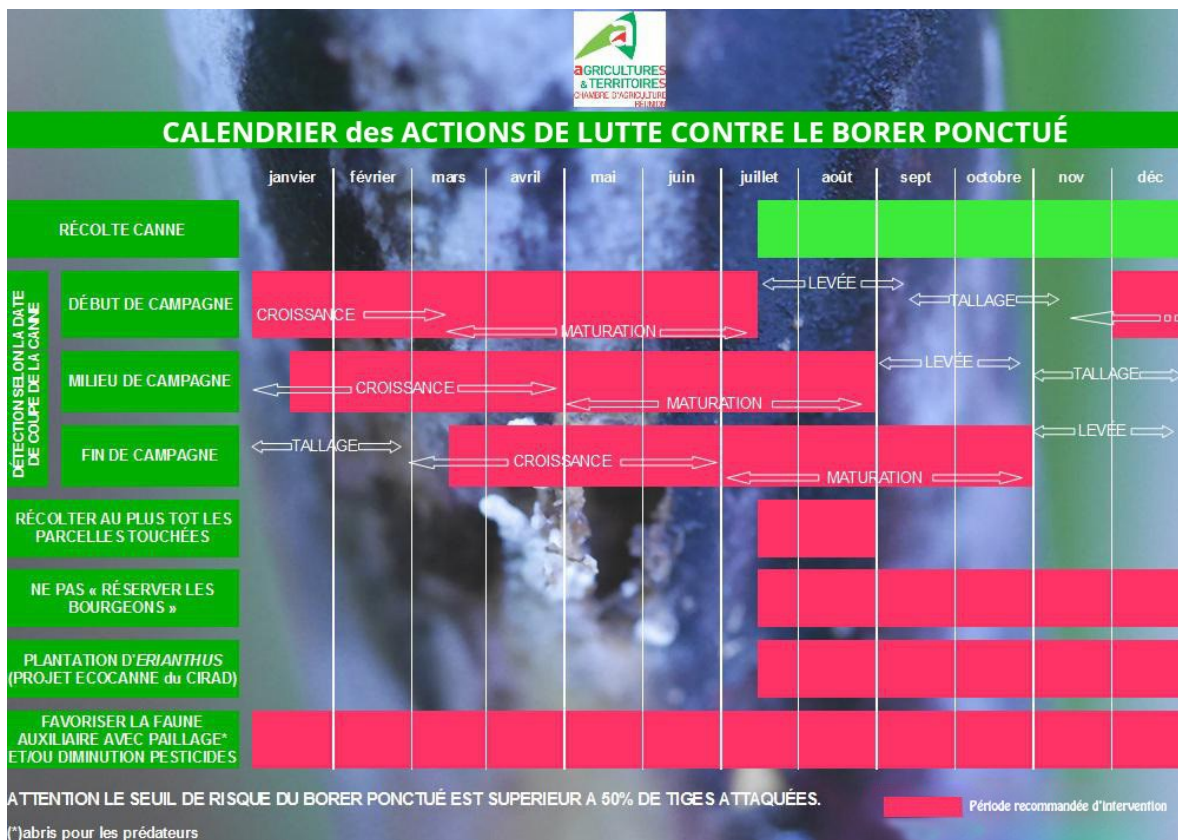 a
aGRICULTURES
& TERRITOIRES
CHAMBRE D'AGRICULTURE
RÉUNION
CALENDRIER des ACTIONS DE LUTTE CONTRE LE BORER PONCTUÉ
janvier février mars avril mai juin juillet août sept octobre nov déc
RÉCOLTE CANNE
DÉTECTION SELON LA DATE
DE COUPE DE LA CANNE
DÉBUT DE CAMPAGNE
LEVÉE
TALLAGE
CROISSANCE
MATURATION
MILIEU DE CAMPAGNE
LEVÉE
TALLAGE
CROISSANCE
MATURATION
FIN DE CAMPAGNE
TALLAGE
LEVÉE
CROISSANCE
MATURATION
RÉCOLTER AU PLUS TOT LES
PARCELLES TOUCHÉES
NE PAS « RÉSERVER LES
BOURGEONS »
PLANTATION D'ERIANTHUS
(PROJET ECOCANNE du CIRAD)
FAVORISER LA FAUNE
AUXILIAIRE AVEC PAILLAGE*
ET/OU DIMINUTION PESTICIDES
ATTENTION LE SEUIL DE RISQUE DU BORER PONCTUÉ EST SUPERIEUR A 50% DE TIGES ATTAQUÉES.
Période recommandée d'intervention
(*)abris pour les prédateurs